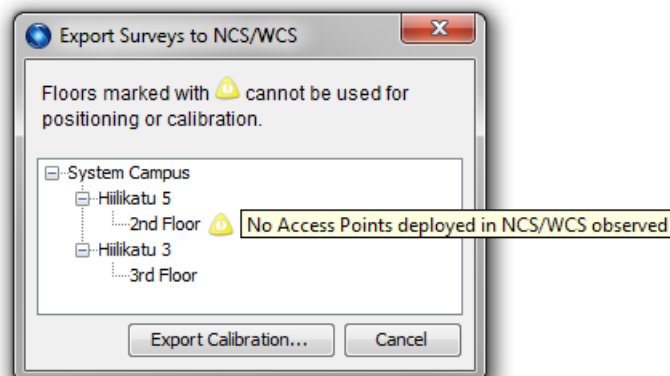 Export Surveys to NCS/WCS
Floors marked with cannot be used for
positioning or calibration.
System Campus
Hiilikatu 5
2nd Floor
No Access Points deployed in NCS/WCS observed
Hiilikatu 3
3rd Floor
Export Calibration...
Cancel